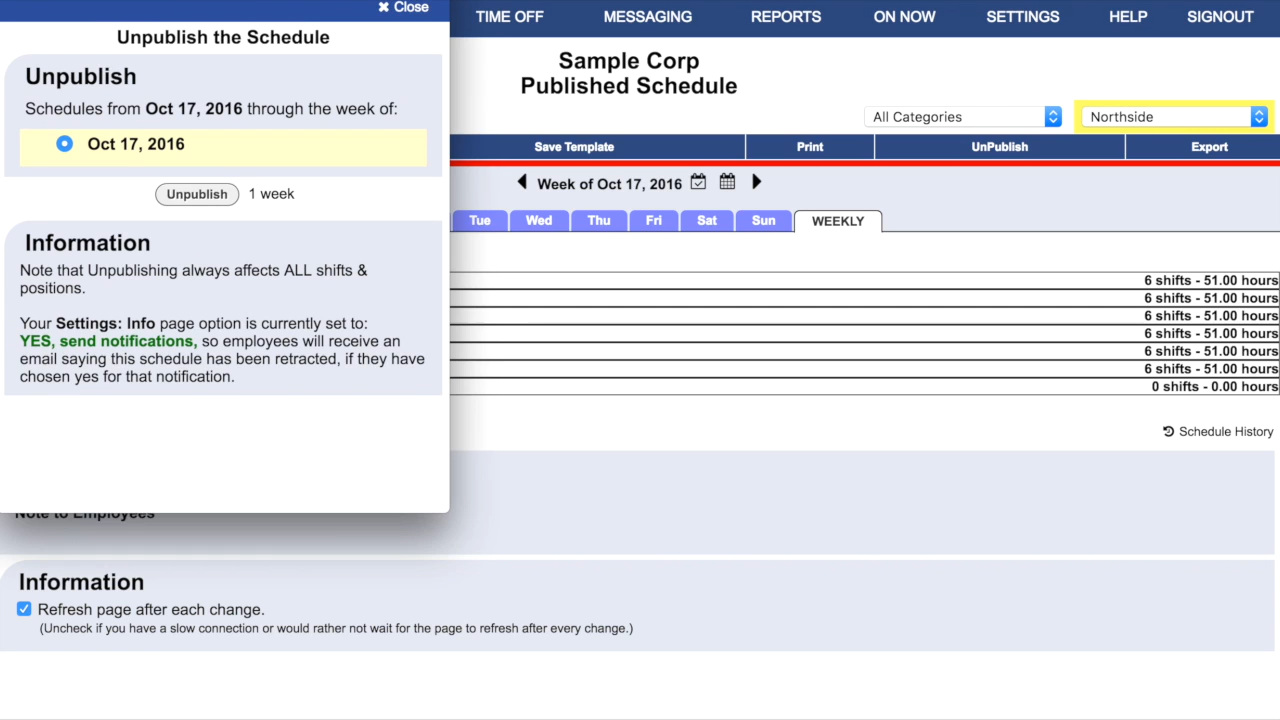 ✖ Close
Unpublish the Schedule
Unpublish
Schedules from Oct 17, 2016 through the week of:
Oct 17, 2016
Unpublish 1 week
Information
Note that Unpublishing always affects ALL shifts &
positions.
Your Settings: Info page option is currently set to:
YES, send notifications, so employees will receive an
email saying this schedule has been retracted, if they have
chosen yes for that notification.
TIME OFF MESSAGING REPORTS ON NOW SETTINGS HELP SIGNOUT
Sample Corp
Published Schedule
All Categories Northside
Save Template Print UnPublish Export
Week of Oct 17, 2016
Tue Wed Thu Fri Sat Sun WEEKLY
6 shifts - 51.00 hours
6 shifts - 51.00 hours
6 shifts - 51.00 hours
6 shifts - 51.00 hours
6 shifts - 51.00 hours
6 shifts - 51.00 hours
0 shifts - 0.00 hours
Schedule History
Note to Employees
Information
Refresh page after each change.
(Uncheck if you have a slow connection or would rather not wait for the page to refresh after every change.)